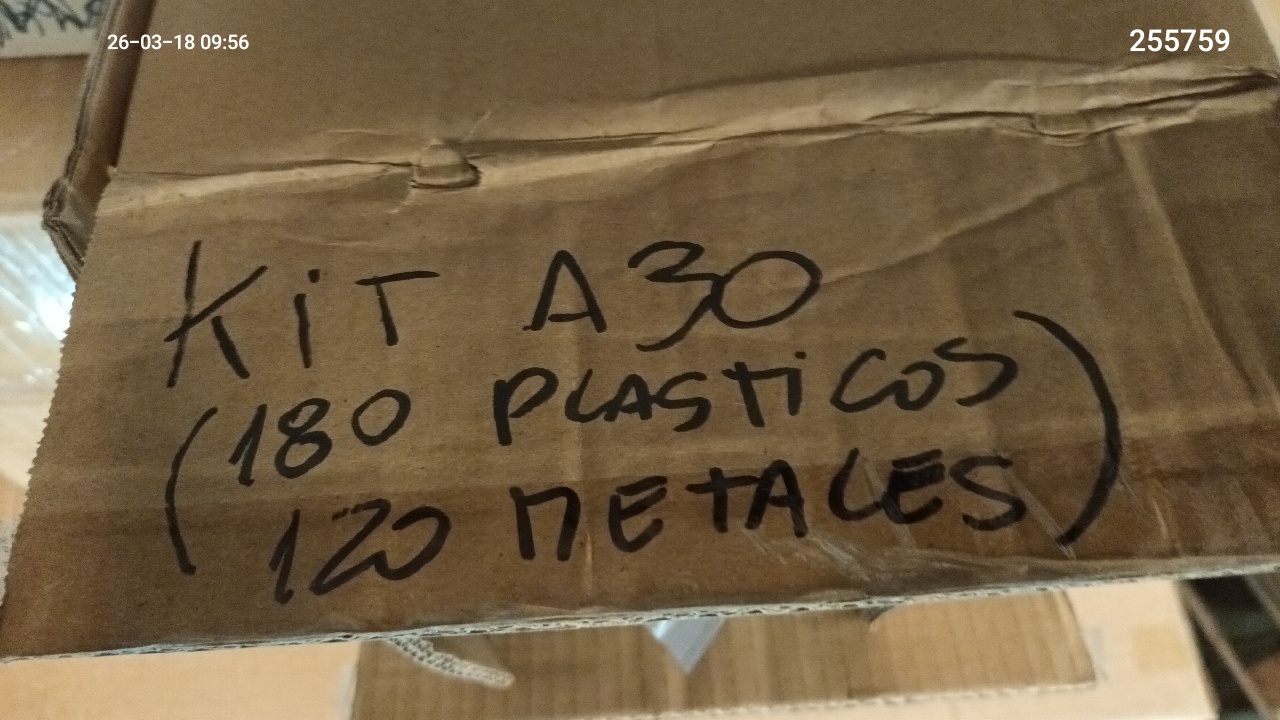 26-03-18 09:56
255759
KiT A30
(180 PLASTiCOS
120 METALES)